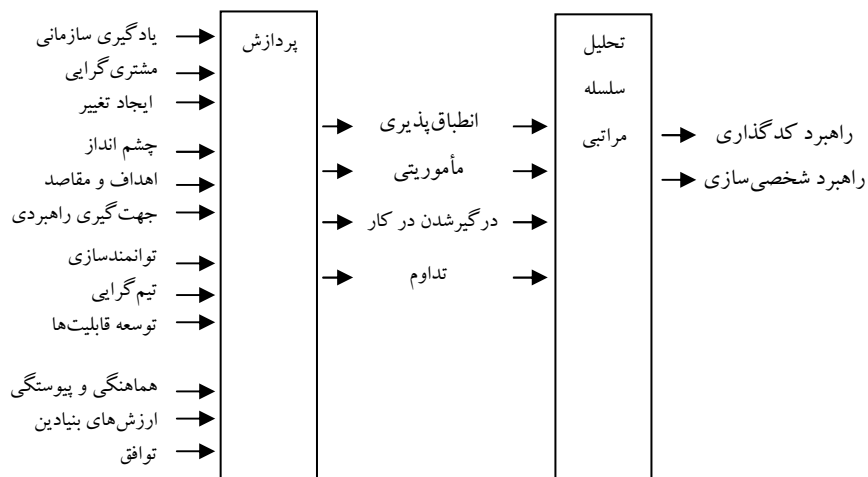 یادگیری سازمانی
مشتری‌گرایی
ایجاد تغییر
چشم انداز
اهداف و مقاصد
جهت‌گیری راهبردی
توانمندسازی
تیم‌گرایی
توسعه قابلیت‌ها
هماهنگی و پیوستگی
ارزش‌های بنیادین
توافق
پردازش
انطباق‌پذیری
مأموریتی
درگیرشدن در کار
تداوم
تحلیل
سلسله
مراتبی
راهبرد کدگذاری
راهبرد شخصی‌سازی